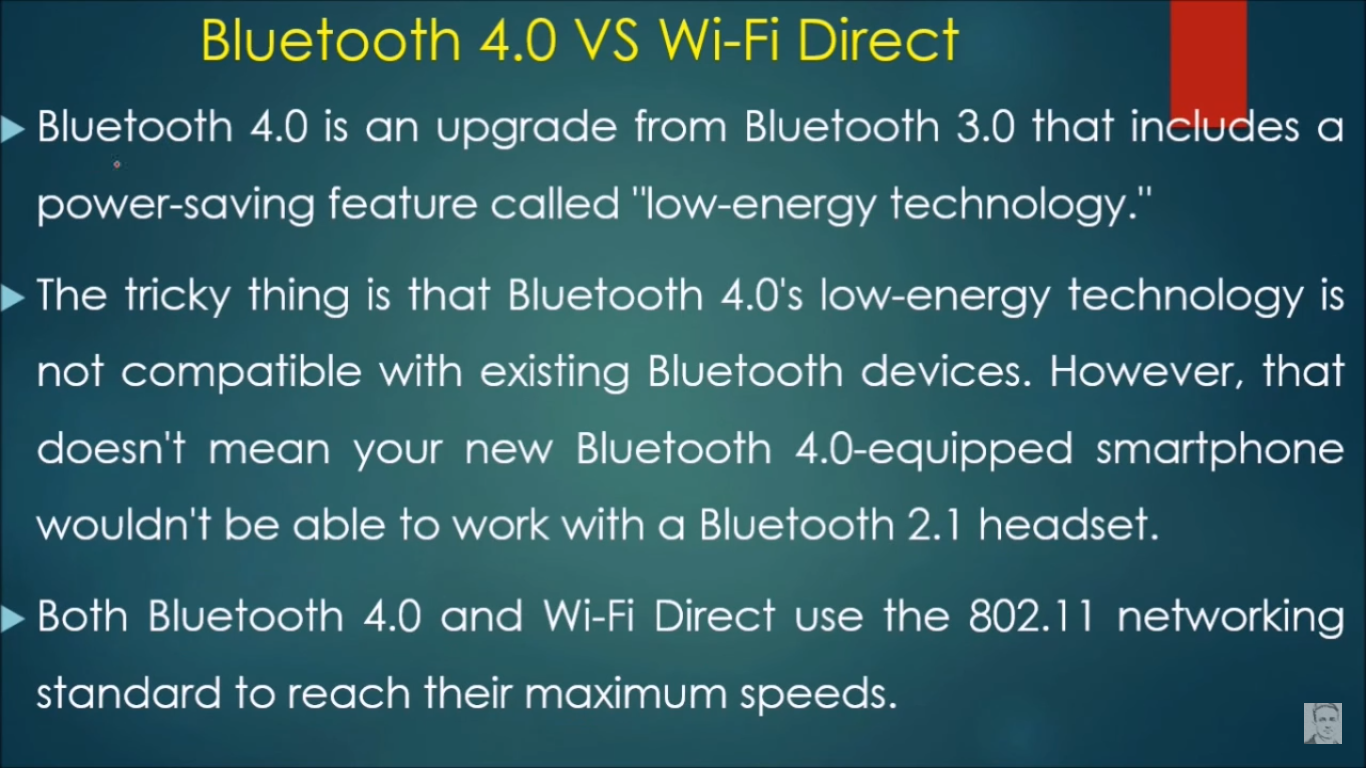 Bluetooth 4.0 VS Wi-Fi Direct
Bluetooth 4.0 is an upgrade from Bluetooth 3.0 that includes a
power-saving feature called "low-energy technology."
The tricky thing is that Bluetooth 4.0's low-energy technology is
not compatible with existing Bluetooth devices. However, that
doesn't mean your new Bluetooth 4.0-equipped smartphone
wouldn't be able to work with a Bluetooth 2.1 headset.
Both Bluetooth 4.0 and Wi-Fi Direct use the 802.11 networking
standard to reach their maximum speeds.